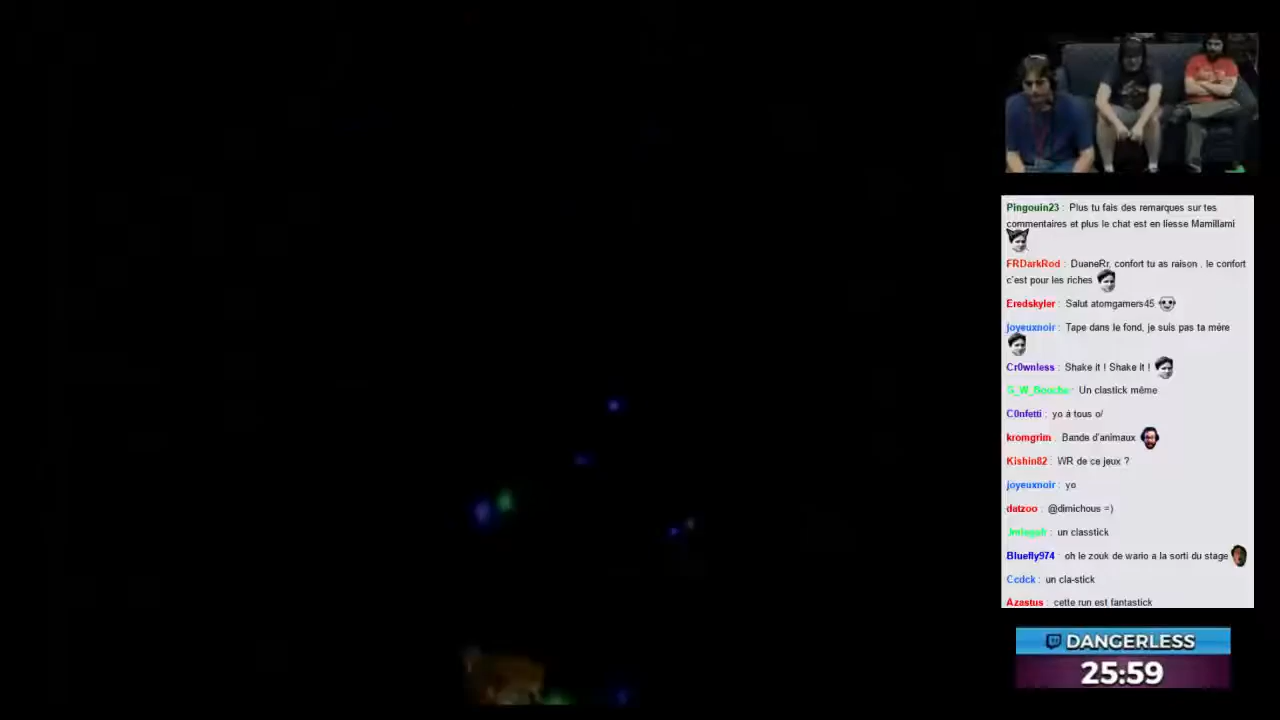 Pingouin23 : Plus tu fais des remarques sur tes
commentaires et plus le chat est en liesse Mamillami
FRDarkRod : DuaneRr, confort tu as raison . le confort
c'est pour les riches
Eredskyler : Salut atomgamers45
joyeuxnoir : Tape dans le fond, je suis pas ta mère
Cr0wnless : Shake it ! Shake it !
G_W_Bouche : Un clastick même
C0nfetti : yo à tous o/
kromgrim : Bande d'animaux
Kishin82 : WR de ce jeux ?
joyeuxnoir : yo
datzoo : @dimichous =)
un classtick
Bluefly974 : oh le zouk de wario a la sorti du stage
Ccdck : un cla-stick
Azastus : cette run est fantastick
DANGERLESS
25:59